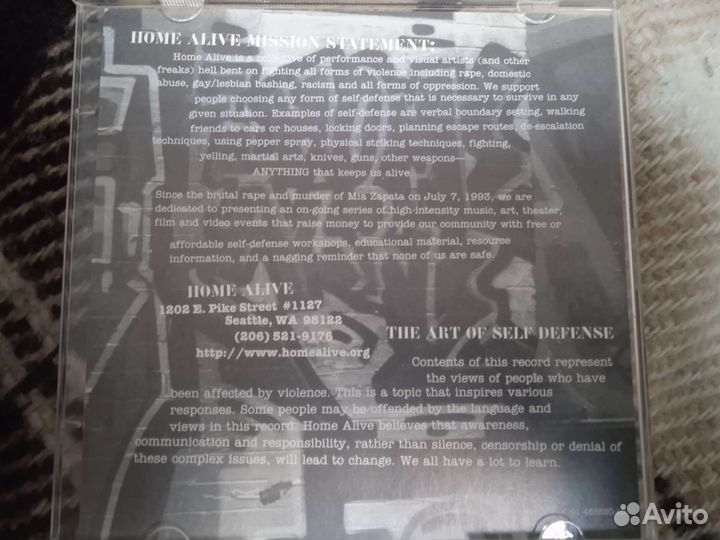 HOME ALIVE MISSION STATEMENT:
Home Alive is a collective of performance and visual artists (and other
freaks) hell bent on fighting all forms of violence including rape, domestic
abuse, gay/lesbian bashing, racism and all forms of oppression. We support
people choosing any form of self-defense that is necessary to survive in any
given situation. Examples of self-defense are verbal boundary setting, walking
friends to cars or houses, locking doors, planning escape routes, de-escalation
techniques, using pepper spray, physical striking techniques, fighting,
yelling, martial arts, knives, guns, other weapons—
ANYTHING that keeps us alive.
Since the brutal rape and murder of Mia Zapata on July 7, 1993, we are
dedicated to presenting an on-going series of high-intensity music, art, theater,
film and video events that raise money to provide our community with free or
affordable self-defense workshops, educational material, resource
information, and a nagging reminder that none of us are safe.
HOME ALIVE
1202 E. Pike Street #1127
Seattle, WA 98122
(206) 521-9176
http://www.homealive.org
THE ART OF SELF DEFENSE
Contents of this record represent
the views of people who have
been affected by violence. This is a topic that inspires various
responses. Some people may be offended by the language and
views in this record. Home Alive believes that awareness,
communication and responsibility, rather than silence, censorship or denial of
these complex issues, will lead to change. We all have a lot to learn.
Avito